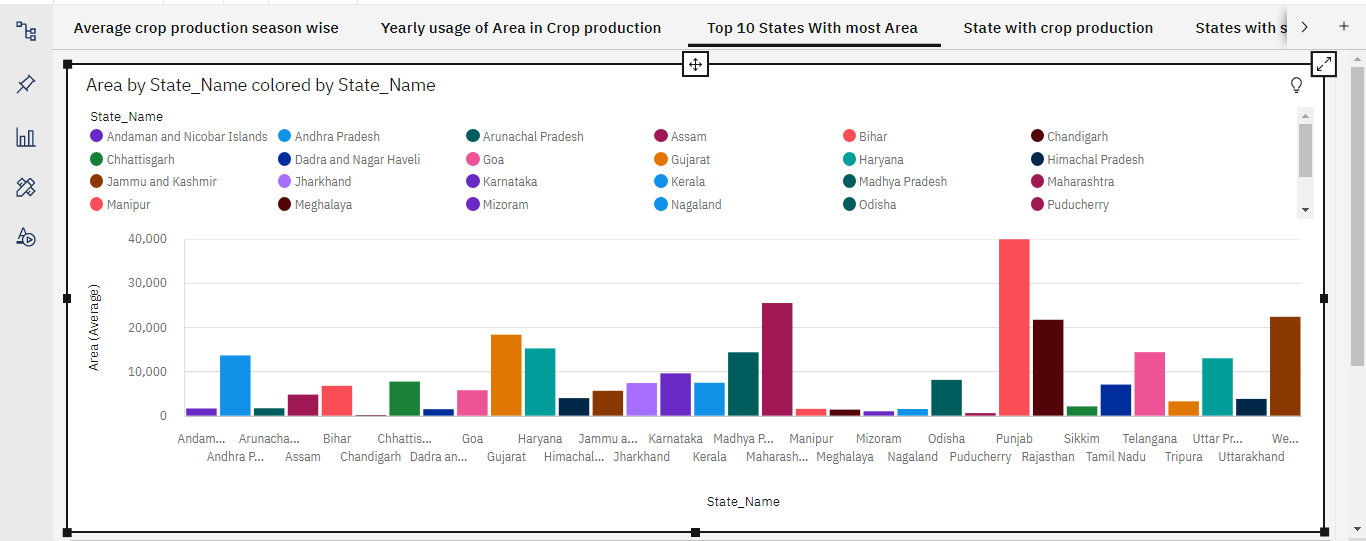 Average crop production season wise Yearly usage of Area in Crop production Top 10 States With most Area State with crop production States with s
Area by State_Name colored by State_Name
State_Name
Andaman and Nicobar Islands Andhra Pradesh Arunachal Pradesh Assam Bihar Chandigarh
Chhattisgarh Dadra and Nagar Haveli Goa Gujarat Haryana Himachal Pradesh
Jammu and Kashmir Jharkhand Karnataka Kerala Madhya Pradesh Maharashtra
Manipur Meghalaya Mizoram Nagaland Odisha Puducherry
Area (Average)
40,000
30,000
20,000
10,000
0
Andam... Arunacha... Bihar Chhattis... Goa Haryana Jammu a... Karnataka Madhya P... Manipur Mizoram Odisha Punjab Sikkim Telangana Uttar Pr... We...
Andhra P... Assam Chandigarh Dadra an... Gujarat Himachal... Jharkhand Kerala Maharash... Meghalaya Nagaland Puducherry Rajasthan Tamil Nadu Tripura Uttarakhand
State_Name